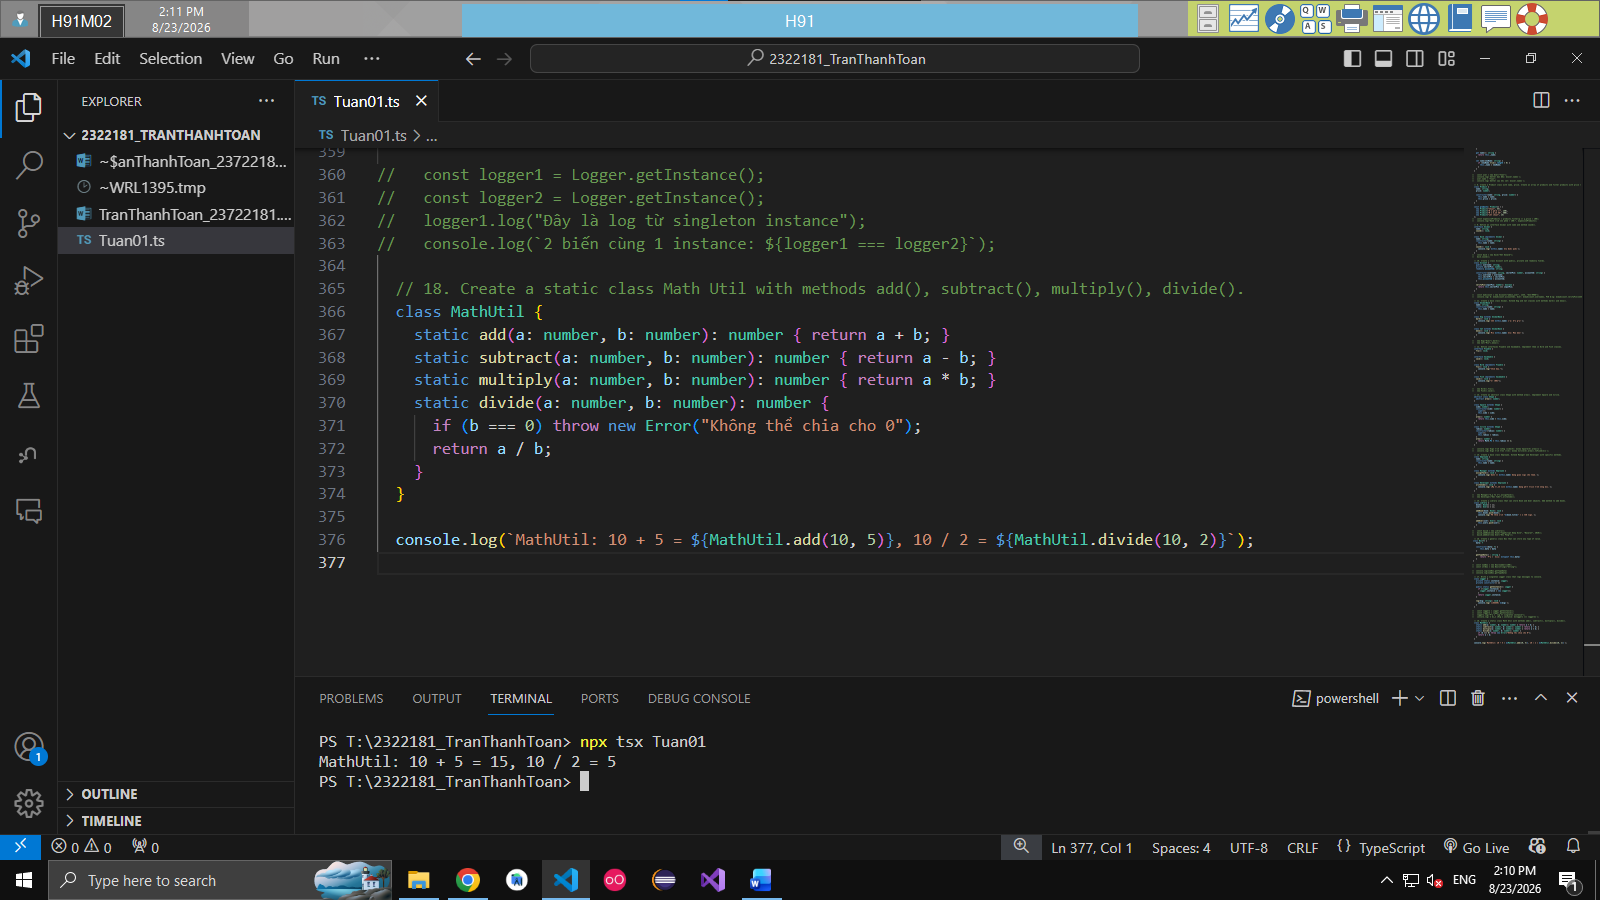 H91M02
2:11 PM
8/23/2026
H91
File Edit Selection View Go Run ...
2322181_TranThanhToan
EXPLORER
2322181_TRANTHANHTOAN
~$anThanhToan_2372218...
~WRL1395.tmp
TranThanhToan_23722181....
TS Tuan01.ts
OUTLINE
TIMELINE
TS Tuan01.ts
TS Tuan01.ts > ...
359
360 //   const logger1 = Logger.getInstance();
361 //   const logger2 = Logger.getInstance();
362 //   logger1.log("Đây là log từ singleton instance");
363 //   console.log(`2 biến cùng 1 instance: ${logger1 === logger2}`);
364
365 // 18. Create a static class Math Util with methods add(), subtract(), multiply(), divide().
366 class MathUtil {
367   static add(a: number, b: number): number { return a + b; }
368   static subtract(a: number, b: number): number { return a - b; }
369   static multiply(a: number, b: number): number { return a * b; }
370   static divide(a: number, b: number): number {
371     if (b === 0) throw new Error("Không thể chia cho 0");
372     return a / b;
373   }
374 }
375
376 console.log(`MathUtil: 10 + 5 = ${MathUtil.add(10, 5)}, 10 / 2 = ${MathUtil.divide(10, 2)}`);
377
PROBLEMS OUTPUT TERMINAL PORTS DEBUG CONSOLE
powershell
PS T:\2322181_TranThanhToan> npx tsx Tuan01
MathUtil: 10 + 5 = 15, 10 / 2 = 5
PS T:\2322181_TranThanhToan>
0 0 0
Ln 377, Col 1 Spaces: 4 UTF-8 CRLF {} TypeScript Go Live
Type here to search
ENG
2:10 PM
8/23/2026
1